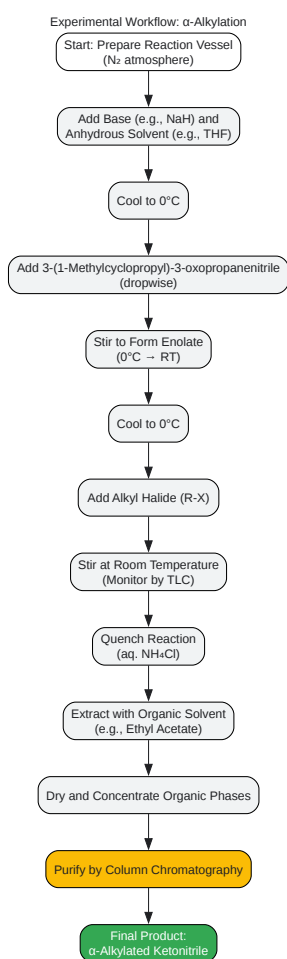 Experimental Workflow: α-Alkylation
Start: Prepare Reaction Vessel
(N₂ atmosphere)
Add Base (e.g., NaH) and
Anhydrous Solvent (e.g., THF)
Cool to 0°C
Add 3-(1-Methylcyclopropyl)-3-oxopropanenitrile
(dropwise)
Stir to Form Enolate
(0°C → RT)
Cool to 0°C
Add Alkyl Halide (R-X)
Stir at Room Temperature
(Monitor by TLC)
Quench Reaction
(aq. NH₄Cl)
Extract with Organic Solvent
(e.g., Ethyl Acetate)
Dry and Concentrate Organic Phases
Purify by Column Chromatography
Final Product:
α-Alkylated Ketonitrile